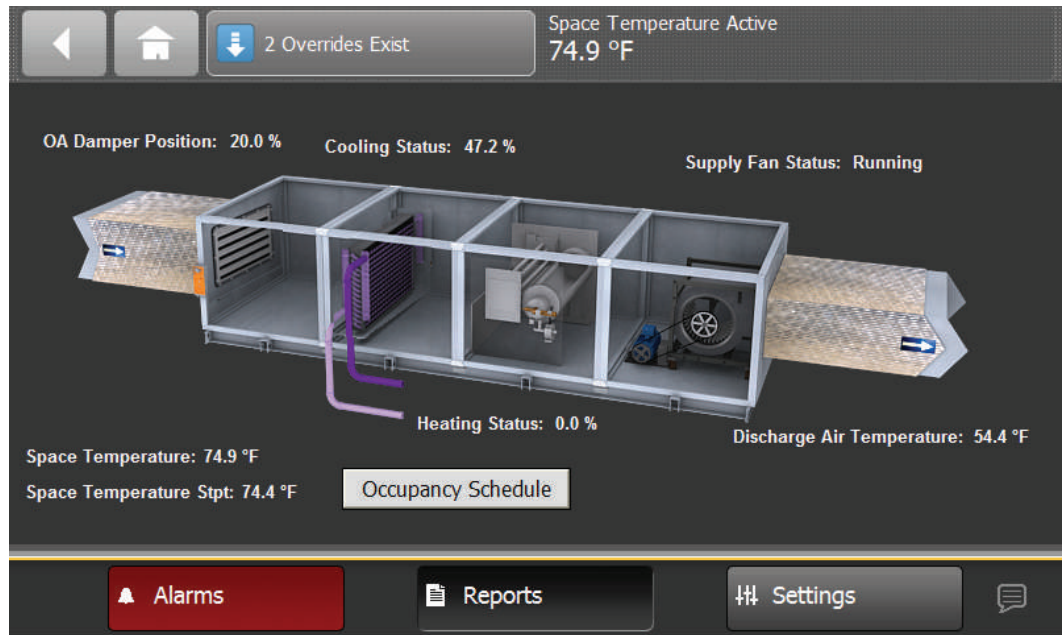 2 Overrides Exist
Space Temperature Active
74.9 °F
OA Damper Position: 20.0 %
Cooling Status: 47.2 %
Supply Fan Status: Running
Heating Status: 0.0 %
Discharge Air Temperature: 54.4 °F
Space Temperature: 74.9 °F
Space Temperature Stpt: 74.4 °F
Occupancy Schedule
Alarms
Reports
Settings